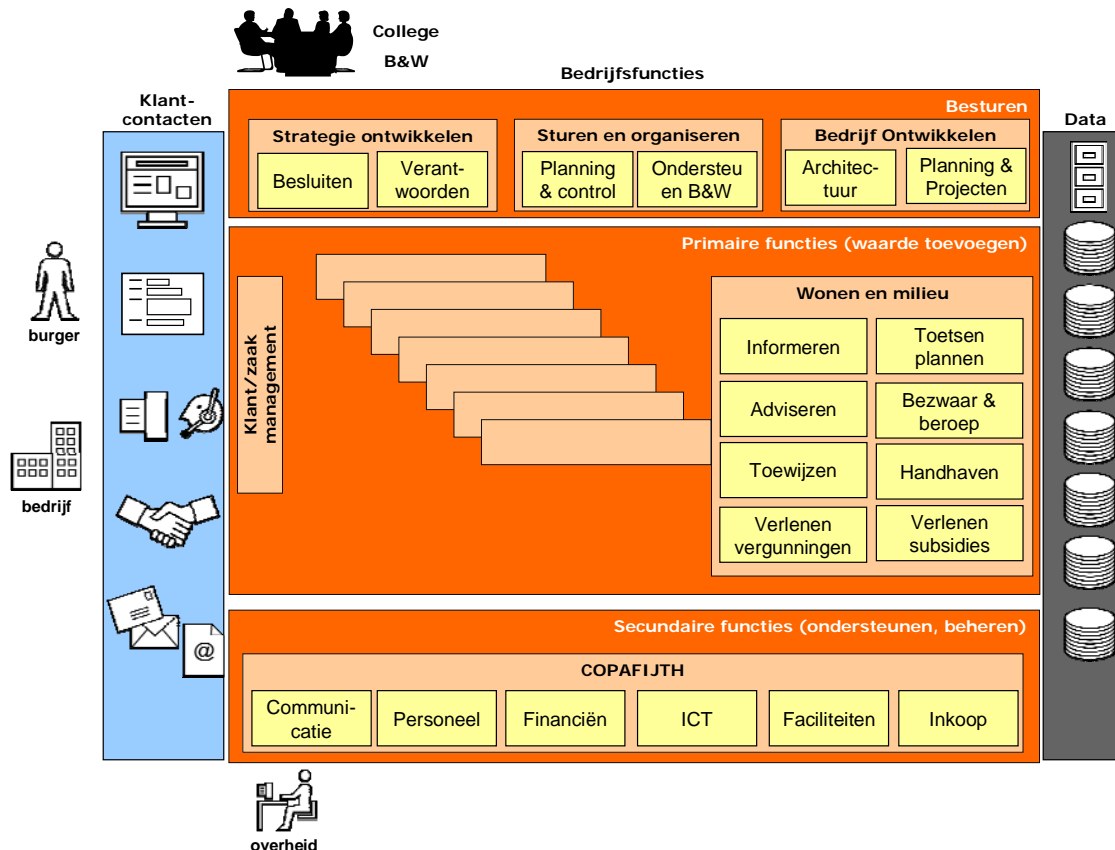 College
B&W
Bedrijfsfuncties
Klant-
contacten
Data
Besturen
Strategie ontwikkelen
Besluiten
Verant-
woorden
Sturen en organiseren
Planning
& control
Ondersteu
en B&W
Bedrijf Ontwikkelen
Architec-
tuur
Planning &
Projecten
burger
bedrijf
@
Primaire functies (waarde toevoegen)
Klant/zaak
management
Wonen en milieu
Informeren
Toetsen
plannen
Adviseren
Bezwaar &
beroep
Toewijzen
Handhaven
Verlenen
vergunningen
Verlenen
subsidies
Secundaire functies (ondersteunen, beheren)
COPAFIJTH
Communi-
catie
Personeel
Financiën
ICT
Faciliteiten
Inkoop
overheid